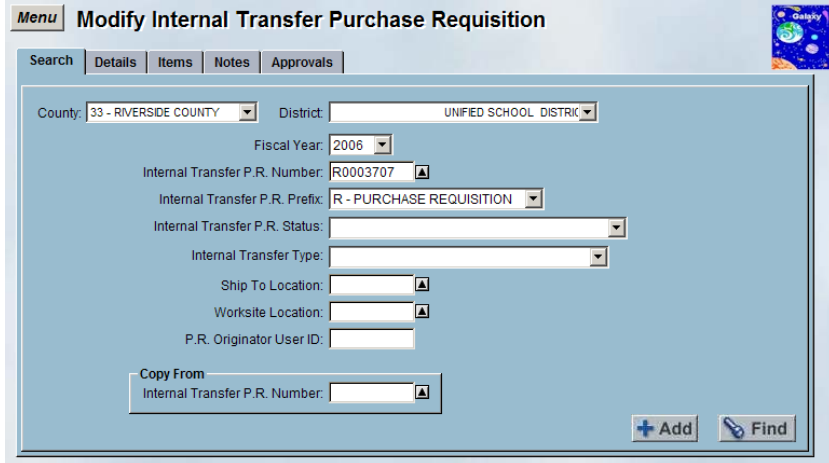 Menu Modify Internal Transfer Purchase Requisition
Galaxy
Search Details Items Notes Approvals
County: 33 - RIVERSIDE COUNTY District: UNIFIED SCHOOL DISTRIC
Fiscal Year: 2006
Internal Transfer P.R. Number: R0003707
Internal Transfer P.R. Prefix: R - PURCHASE REQUISITION
Internal Transfer P.R. Status:
Internal Transfer Type:
Ship To Location:
Worksite Location:
P.R. Originator User ID:
Copy From
Internal Transfer P.R. Number:
Add Find